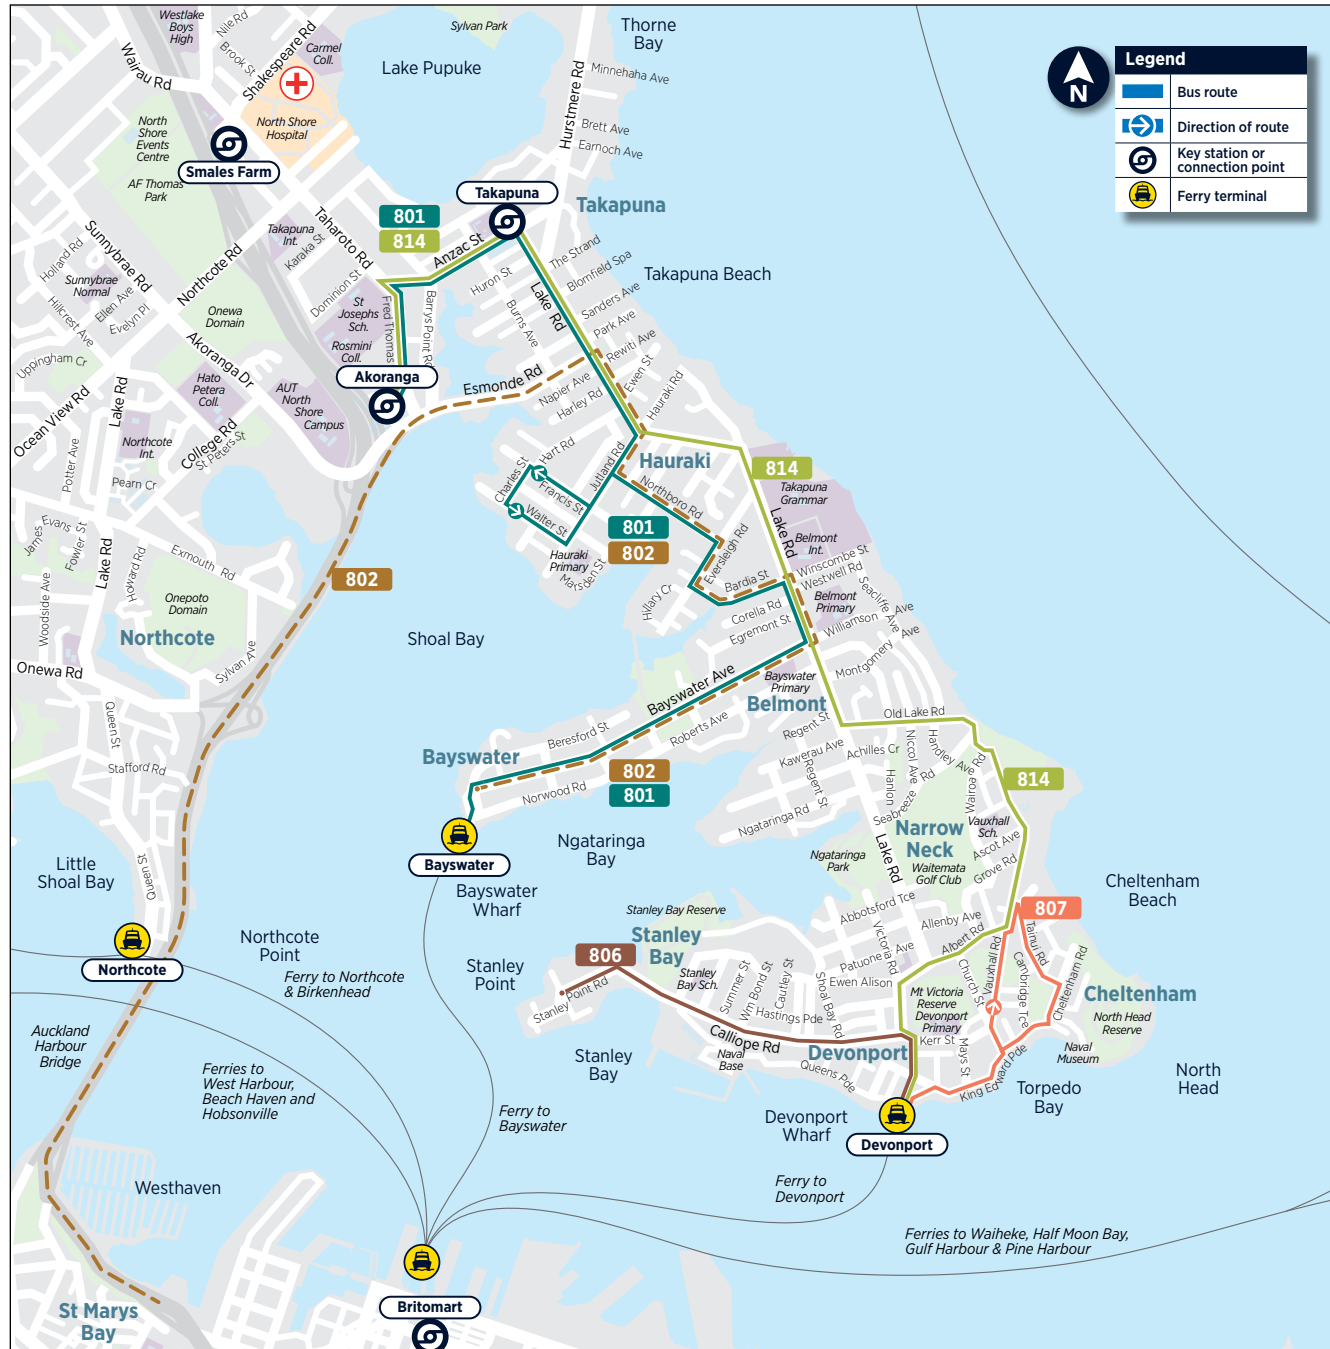 Westlake
Boys
High
Nile Rd
Brook St
Shakespeare Rd
Carmel
Coll.
Wairau Rd
Sylvan Park
Thorne
Bay
Lake Pupuke
Minnehaha Ave
Hurstmere Rd
Brett Ave
Earnoch Ave
N
Legend
Bus route
Direction of route
Key station or
connection point
Ferry terminal
North
Shore
Events
Centre
North Shore
Hospital
Smales Farm
AF Thomas
Park
Takapuna
Takapuna
801
814
Anzac St
Taharoto Rd
Takapuna
Int.
Karaka St
Sunnybrae Rd
Holland Rd
Northcote Rd
Sunnybrae
Normal
Ellen Ave
Evelyn Pl
Hillcrest Ave
Dominion St
The Strand
Blomfield Spa
Takapuna Beach
Huron St
Lake Rd
Sanders Ave
Park Ave
Burns Ave
Rewiti Ave
St
Josephs
Sch.
Fred Thomas
Barrys Point Rd
Onewa
Domain
Rosmini
Coll.
Akoranga Dr
Uppingham Cr
Ocean View Rd
Lake Rd
Hato
Petera
Coll.
AUT
North
Shore
Campus
Akoranga
Esmonde Rd
Napier Ave
Harley Rd
Ewen St
Hauraki Rd
Northcote
Int.
College Rd
St Peters St
Potter Ave
Pearn Cr
Hart Rd
Charles St
Francis St
Walter St
Jutland Rd
Hauraki
Northboro Rd
814
Takapuna
Grammar
Lake Rd
801
802
Hauraki
Primary
Marsden St
Eversleigh Rd
Belmont
Int.
Winscombe St
Westwell Rd
Seacliffe Ave
Bardia St
Hillary Cr
Corella Rd
Egremont St
Belmont
Primary
Williamson Ave
Montgomery Ave
James
Evans
Fowler St
Lake Rd
Howard Rd
Exmouth Rd
802
Onepoto
Domain
Woodside Ave
Northcote
Sylvan Ave
Shoal Bay
Onewa Rd
Bayswater Ave
Bayswater
Primary
Belmont
Old Lake Rd
Regent St
Queen St
Stafford Rd
Bayswater
Beresford St
Roberts Ave
Norwood Rd
802
801
Kawerau Ave
Achilles Cr
Regent St
Niccol Ave
Handley Ave
Wairoa Rd
Hanlon
Seabreeze Rd
814
Ngataringa Rd
Narrow
Neck
Vauxhall
Sch.
Ascot Ave
Grove Rd
Waitemata
Golf Club
Lake Rd
Ngataringa
Park
Ngataringa
Bay
Bayswater
Bayswater
Wharf
Little
Shoal Bay
Queen St
Cheltenham
Beach
Stanley Bay Reserve
Abbotsford Tce
Allenby Ave
807
Victoria Rd
Albert Rd
Tainui Rd
Northcote
Northcote
Point
Ferry to Northcote
& Birkenhead
Stanley
Point
806
Stanley
Bay
Stanley
Bay Sch.
Patuone Ave
Ewen Alison
Church St
Vauxhall Rd
Cambridge Tce
Cheltenham Rd
Cheltenham
Stanley Point Rd
Summer St
Wm Bond St
Cautley St
Hastings Pde
Shoal Bay Rd
Mt Victoria
Reserve
Devonport
Primary
North Head
Reserve
Auckland
Harbour
Bridge
Calliope Rd
Devonport
Kerr St
Mays St
Naval
Museum
Naval
Base
Queens Pde
King Edward Pde
Torpedo
Bay
North
Head
Stanley
Bay
Ferries to
West Harbour,
Beach Haven and
Hobsonville
Ferry to
Bayswater
Devonport
Wharf
Devonport
Ferry to
Devonport
Westhaven
Ferries to Waiheke, Half Moon Bay,
Gulf Harbour & Pine Harbour
St Marys
Bay
Britomart